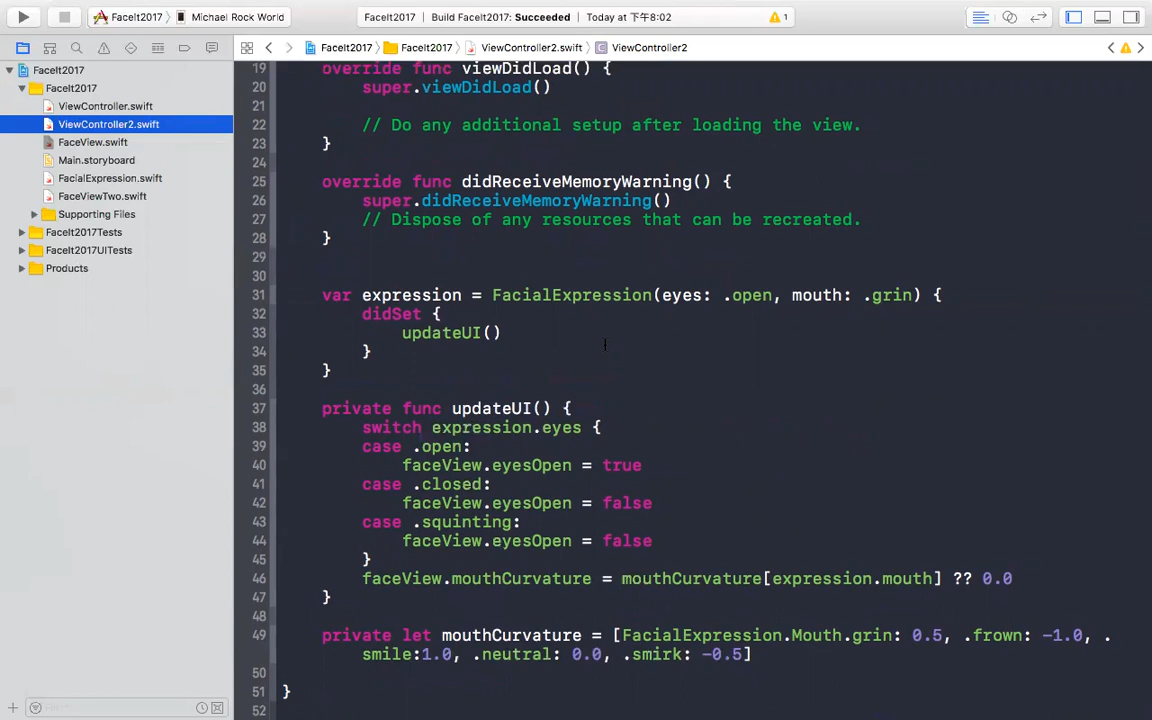 FaceIt2017 Michael Rock World
FaceIt2017 Build FaceIt2017: Succeeded Today at 下午8:02 1
FaceIt2017 FaceIt2017 ViewController2.swift ViewController2
FaceIt2017
FaceIt2017
ViewController.swift
ViewController2.swift
FaceView.swift
Main.storyboard
FacialExpression.swift
FaceViewTwo.swift
Supporting Files
FaceIt2017Tests
FaceIt2017UITests
Products
19 override func viewDidLoad() {
20 super.viewDidLoad()
21
22 // Do any additional setup after loading the view.
23 }
24
25 override func didReceiveMemoryWarning() {
26 super.didReceiveMemoryWarning()
27 // Dispose of any resources that can be recreated.
28 }
29
30
31 var expression = FacialExpression(eyes: .open, mouth: .grin) {
32 didSet {
33 updateUI()
34 }
35 }
36
37 private func updateUI() {
38 switch expression.eyes {
39 case .open:
40 faceView.eyesOpen = true
41 case .closed:
42 faceView.eyesOpen = false
43 case .squinting:
44 faceView.eyesOpen = false
45 }
46 faceView.mouthCurvature = mouthCurvature[expression.mouth] ?? 0.0
47 }
48
49 private let mouthCurvature = [FacialExpression.Mouth.grin: 0.5, .frown: -1.0, .
smile:1.0, .neutral: 0.0, .smirk: -0.5]
50
51 }
52